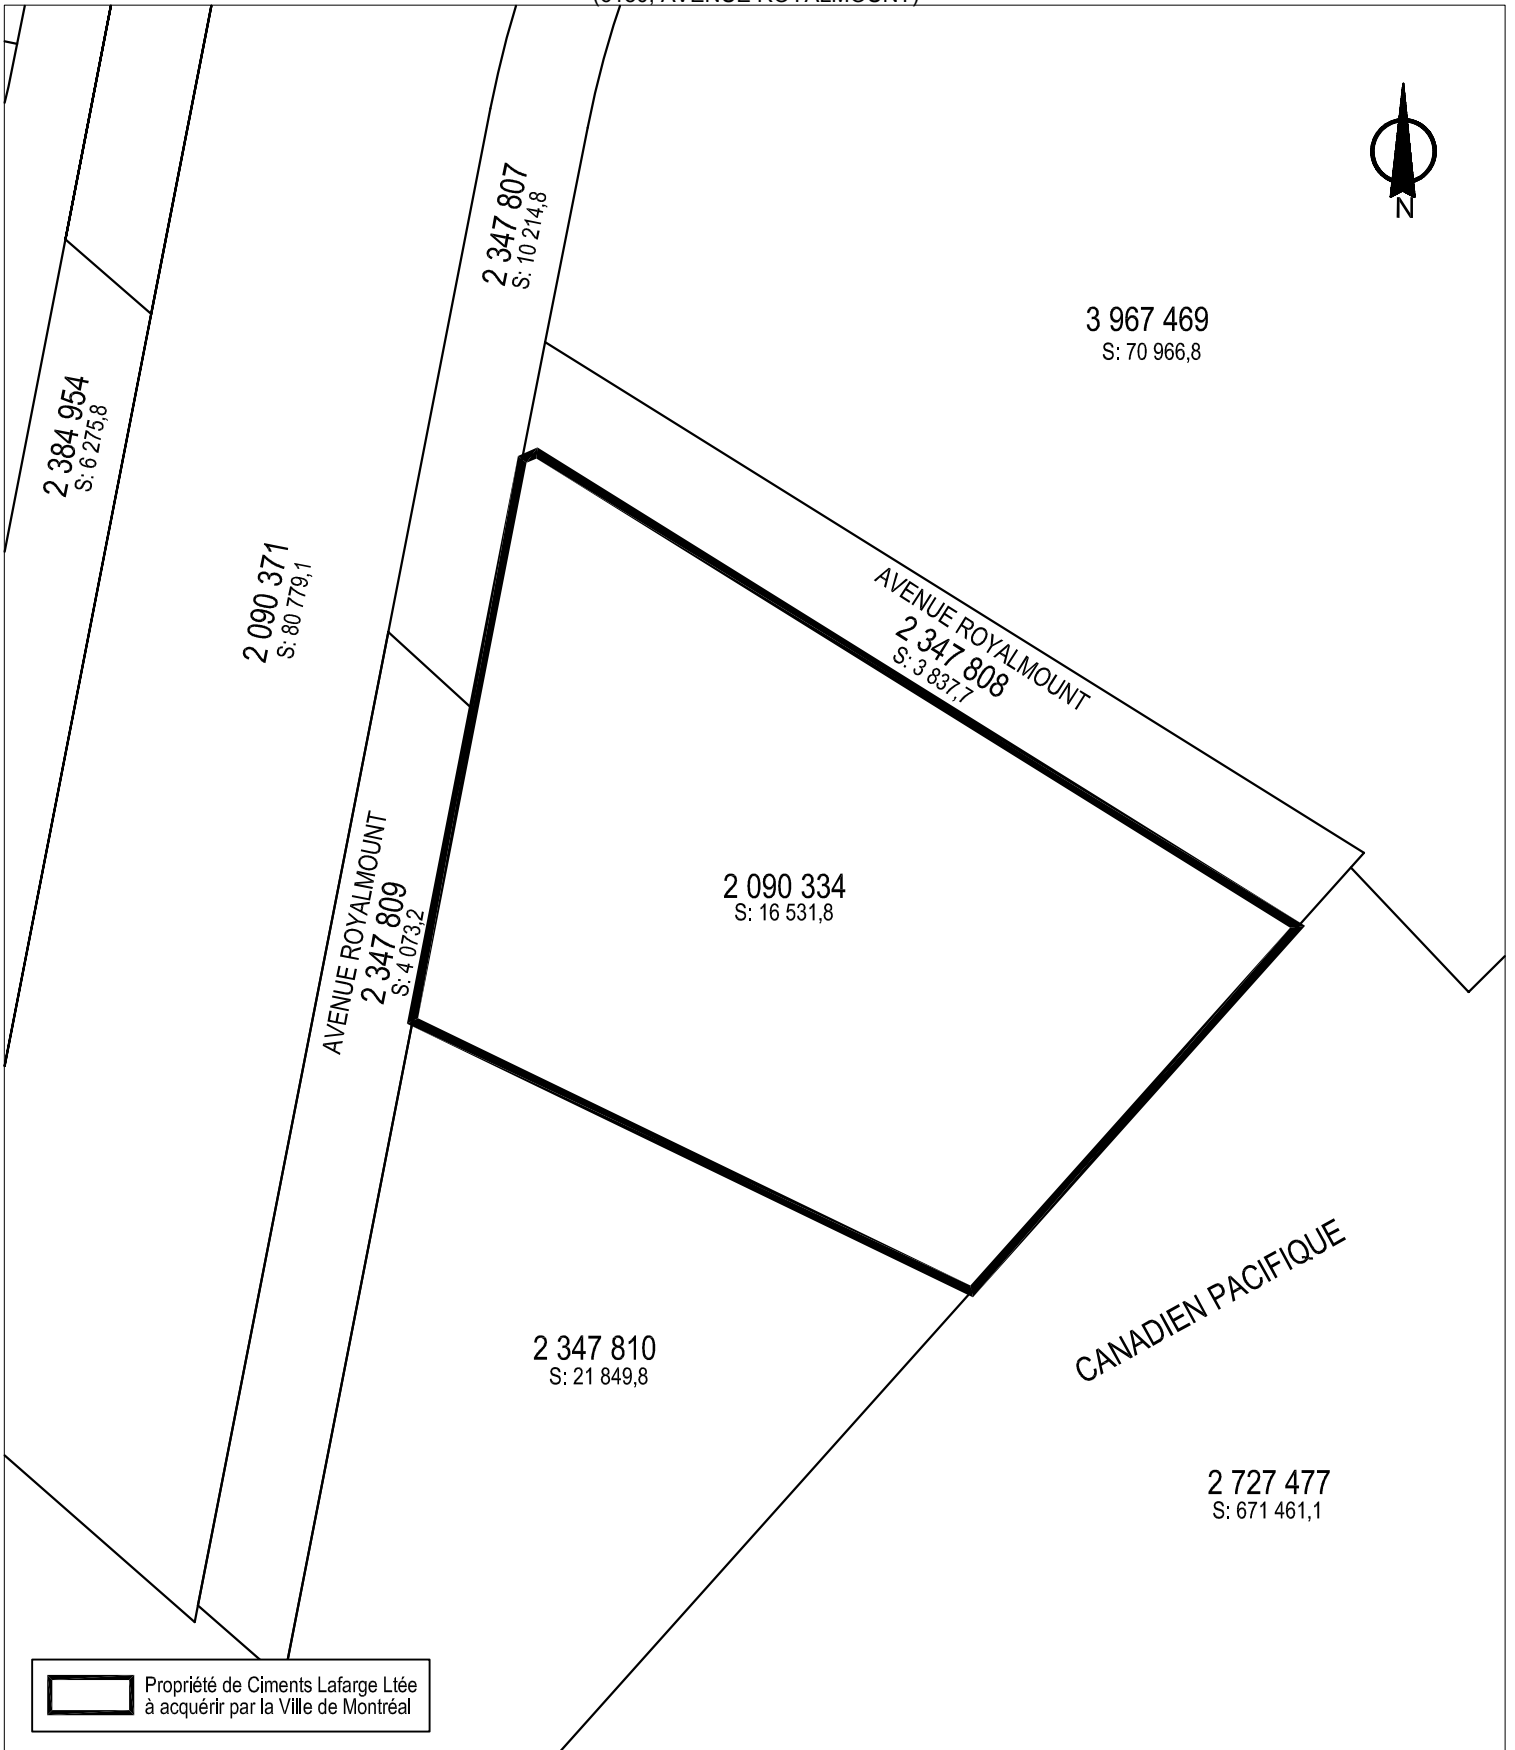 AVENUE ROYALMOUNT)
2 347 807
S: 10 214,8
N
3 967 469
S: 70 966,8
2 384 954
S: 6 275,8
2 090 371
S: 80 779,1
AVENUE ROYALMOUNT
2 347 808
S: 3 837,7
AVENUE ROYALMOUNT
2 347 809
S: 4 073,2
2 090 334
S: 16 531,8
CANADIEN PACIFIQUE
2 347 810
S: 21 849,8
2 727 477
S: 671 461,1
Propriété de Ciments Lafarge Ltée
à acquérir par la Ville de Montréal